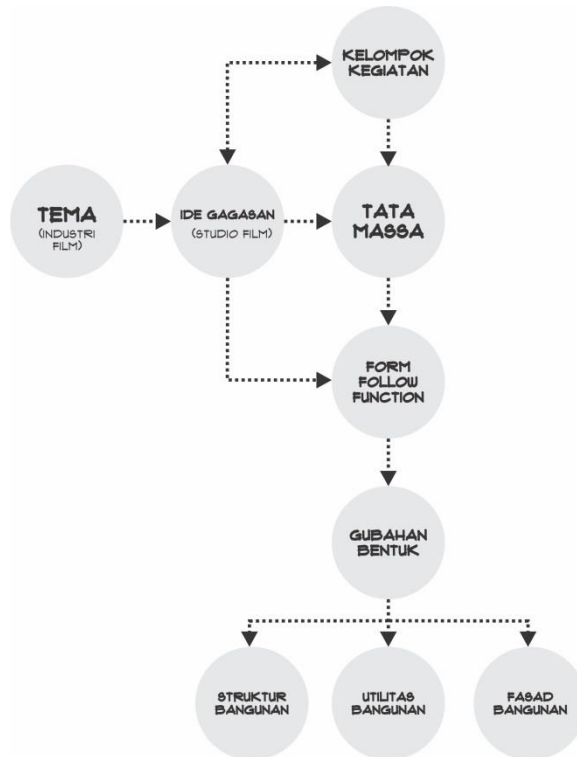 KELOMPOK
KEGIATAN
TEMA
(INDUSTRI
FILM)
IDE GAGASAN
(STUDIO FILM)
TATA
MASSA
FORM
FOLLOW
FUNCTION
GUBAHAN
BENTUK
STRUKTUR
BANGUNAN
UTILITAS
BANGUNAN
FASAD
BANGUNAN